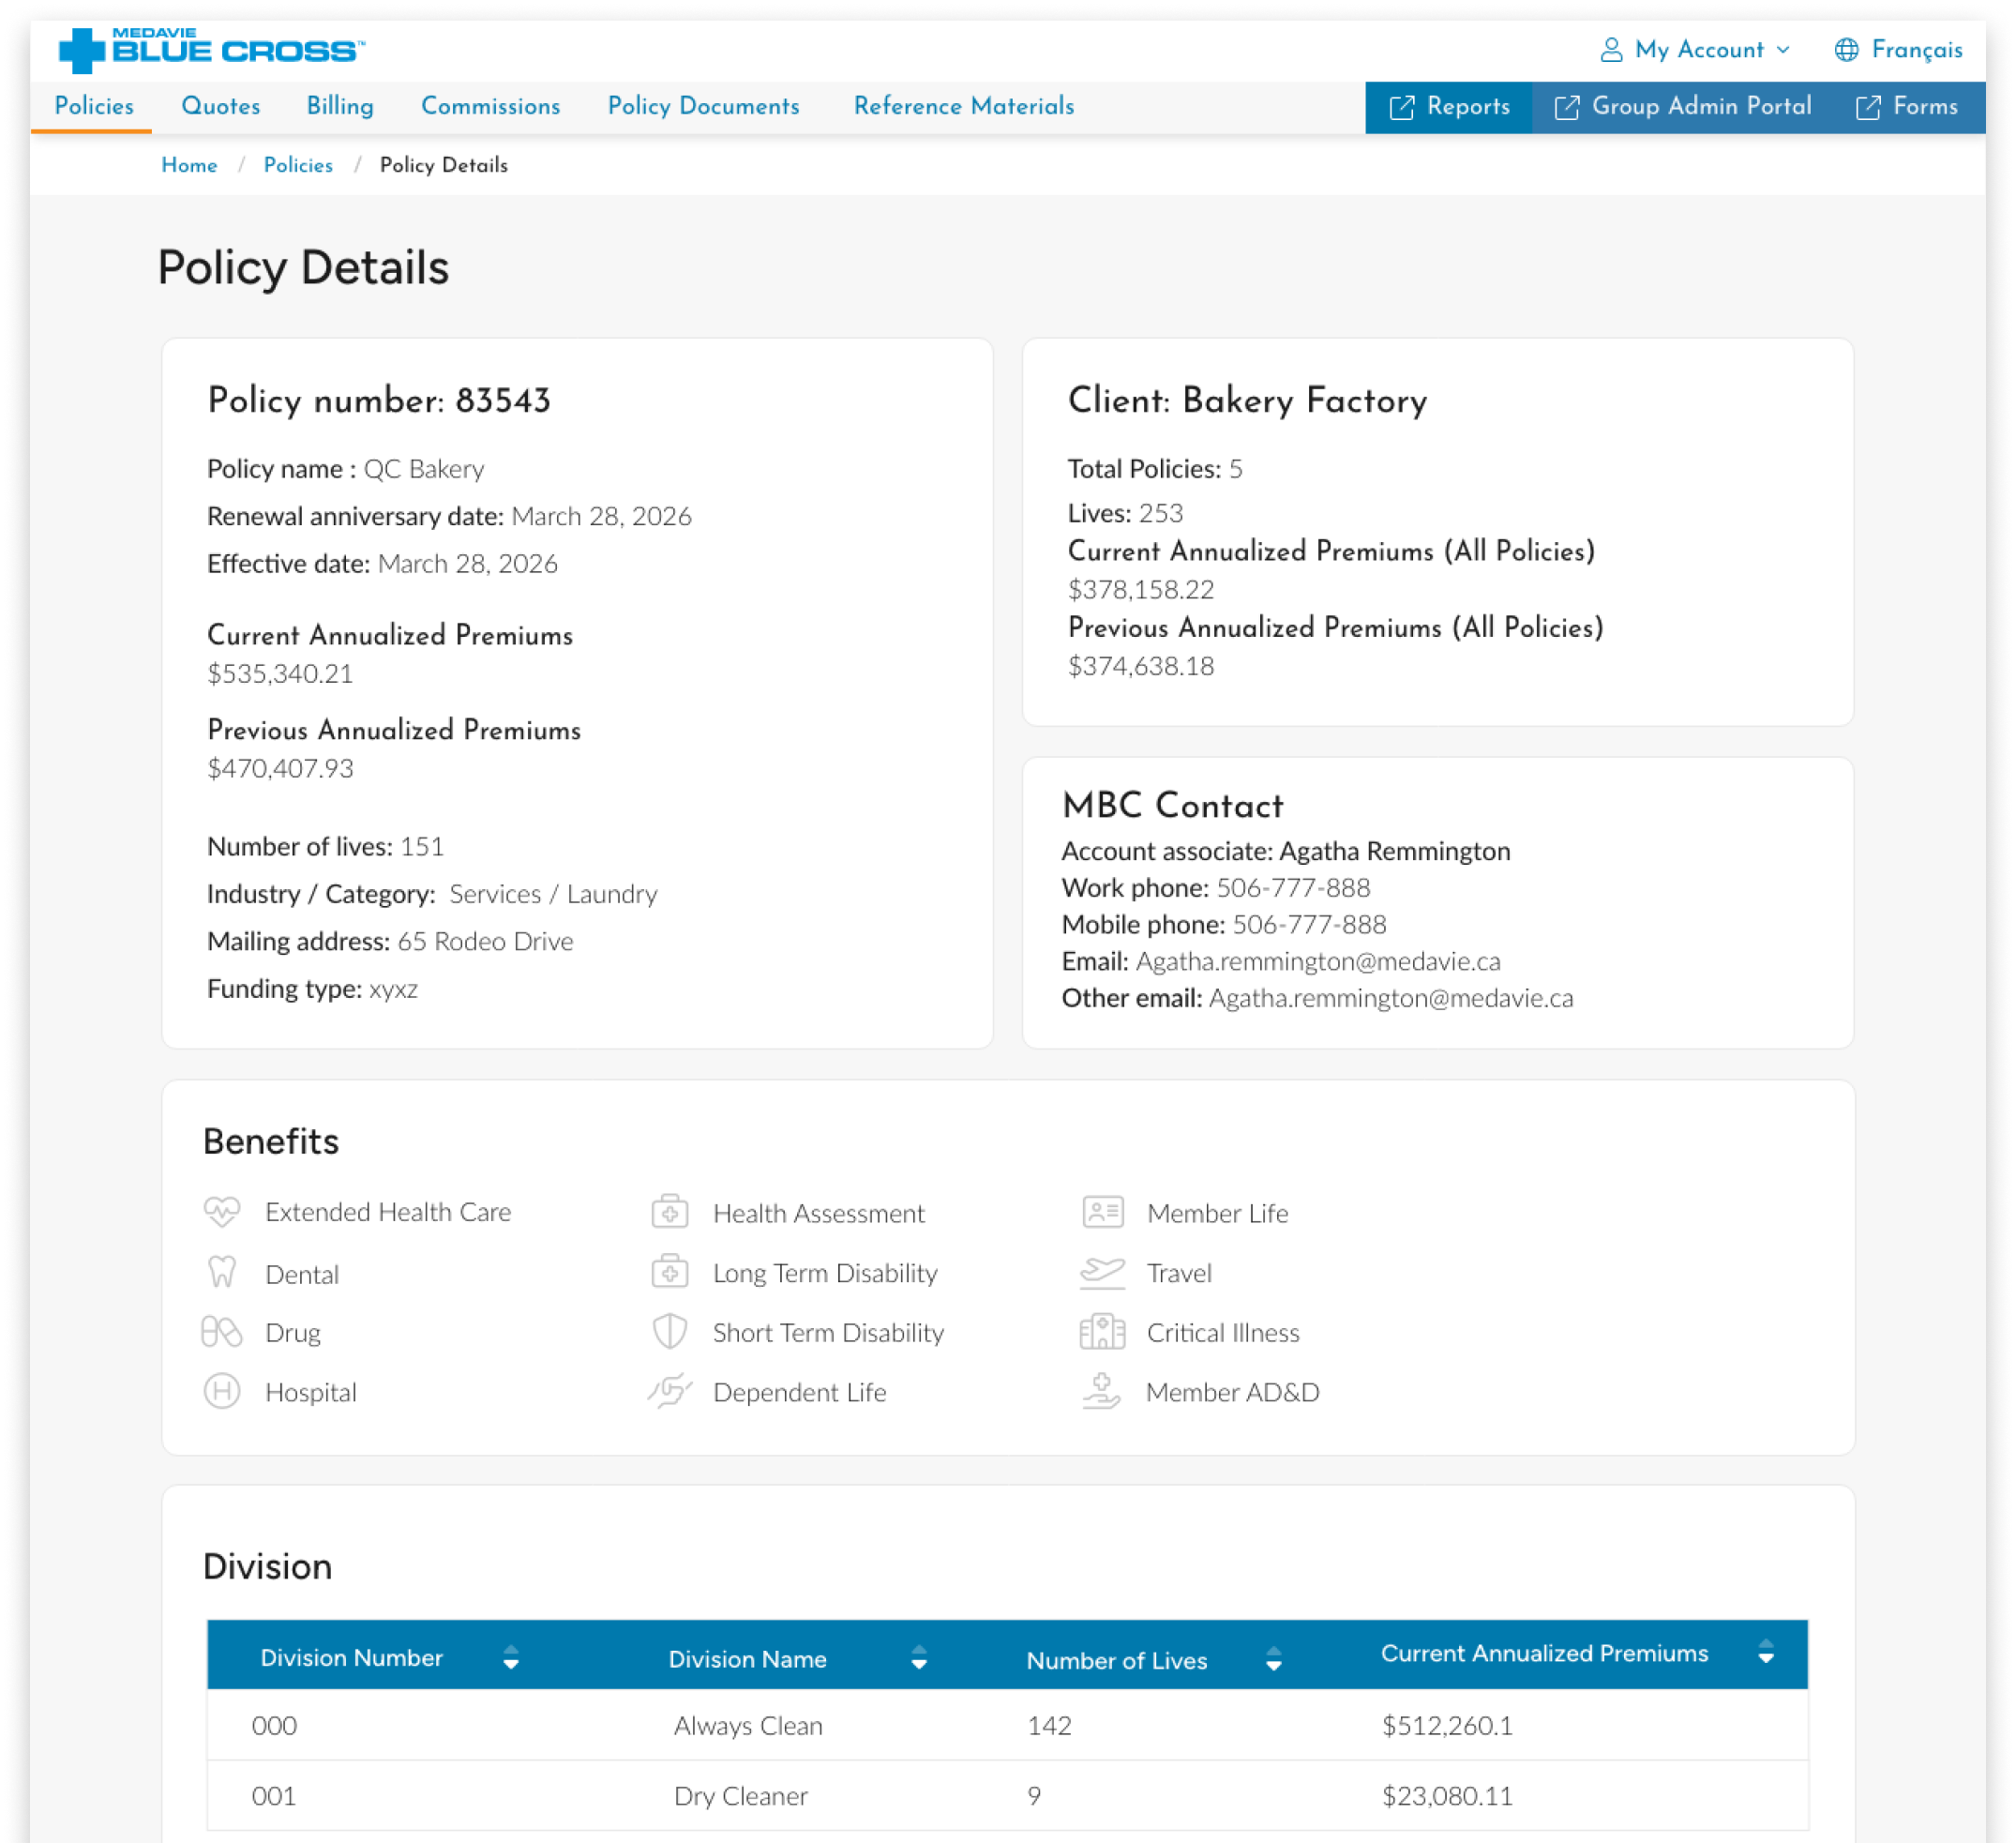 MEDAVIE
BLUE CROSS™
My Account
Français
Policies
Quotes
Billing
Commissions
Policy Documents
Reference Materials
Reports
Group Admin Portal
Forms
Home / Policies / Policy Details
Policy Details
Policy number: 83543
Policy name : QC Bakery
Renewal anniversary date: March 28, 2026
Effective date: March 28, 2026
Current Annualized Premiums
$535,340.21
Previous Annualized Premiums
$470,407.93
Number of lives: 151
Industry / Category: Services / Laundry
Mailing address: 65 Rodeo Drive
Funding type: xyxz
Client: Bakery Factory
Total Policies: 5
Lives: 253
Current Annualized Premiums (All Policies)
$378,158.22
Previous Annualized Premiums (All Policies)
$374,638.18
MBC Contact
Account associate: Agatha Remmington
Work phone: 506-777-888
Mobile phone: 506-777-888
Email: Agatha.remmington@medavie.ca
Other email: Agatha.remmington@medavie.ca
Benefits
Extended Health Care
Dental
Drug
Hospital
Health Assessment
Long Term Disability
Short Term Disability
Dependent Life
Member Life
Travel
Critical Illness
Member AD&D
Division
Division Number Division Name Number of Lives Current Annualized Premiums
000 Always Clean 142 $512,260.1
001 Dry Cleaner 9 $23,080.11